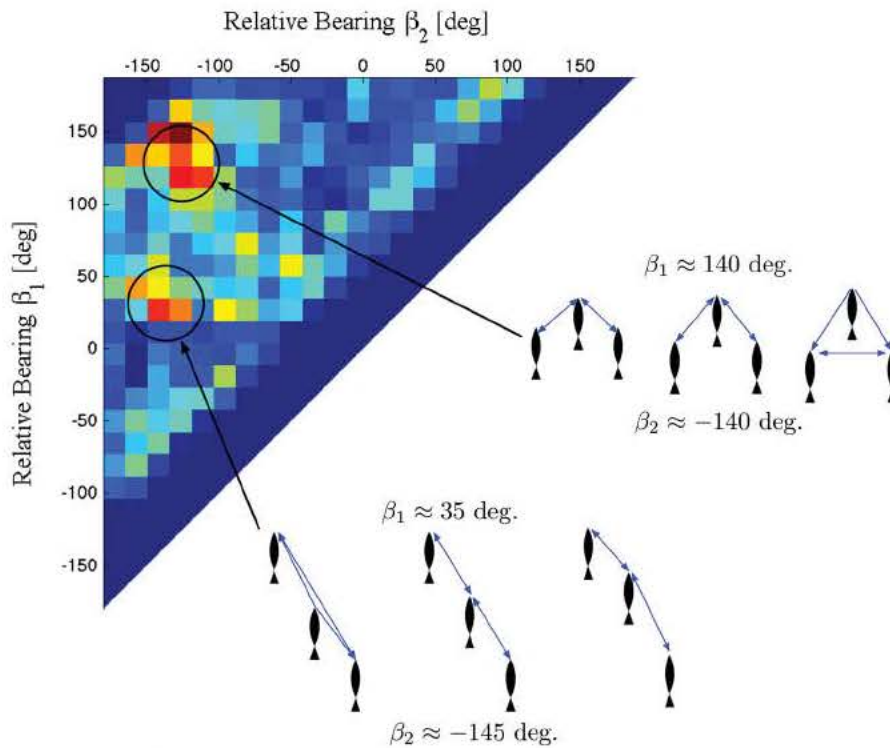 Relative Bearing β₂ [deg]
-150 -100 -50 0 50 100 150
Relative Bearing β₁ [deg]
150
100
50
0
-50
-100
-150
β₁ ≈ 140 deg.
β₂ ≈ −140 deg.
β₁ ≈ 35 deg.
β₂ ≈ −145 deg.